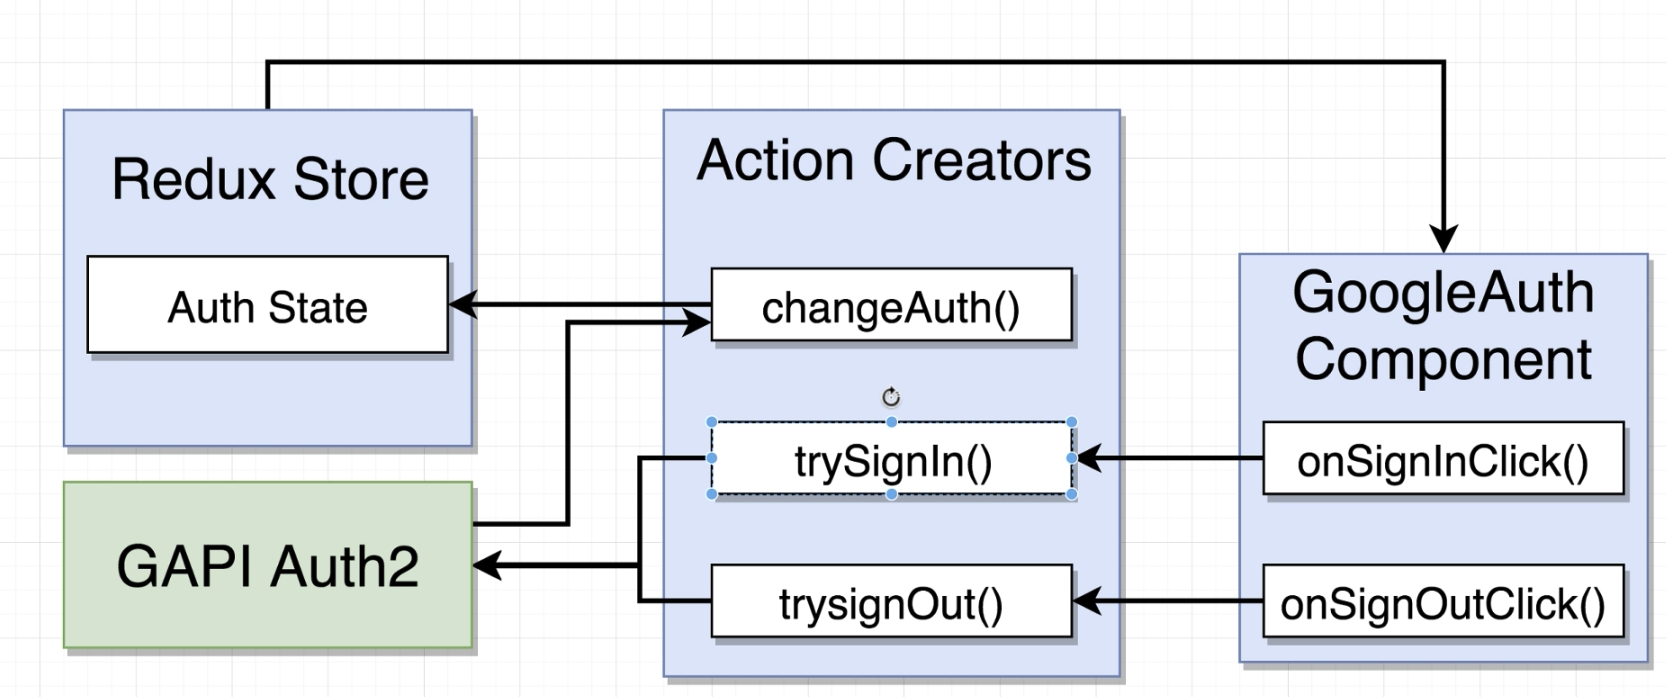 Redux Store
Auth State
GAPI Auth2
Action Creators
changeAuth()
trySignIn()
trysignOut()
GoogleAuth
Component
onSignInClick()
onSignOutClick()